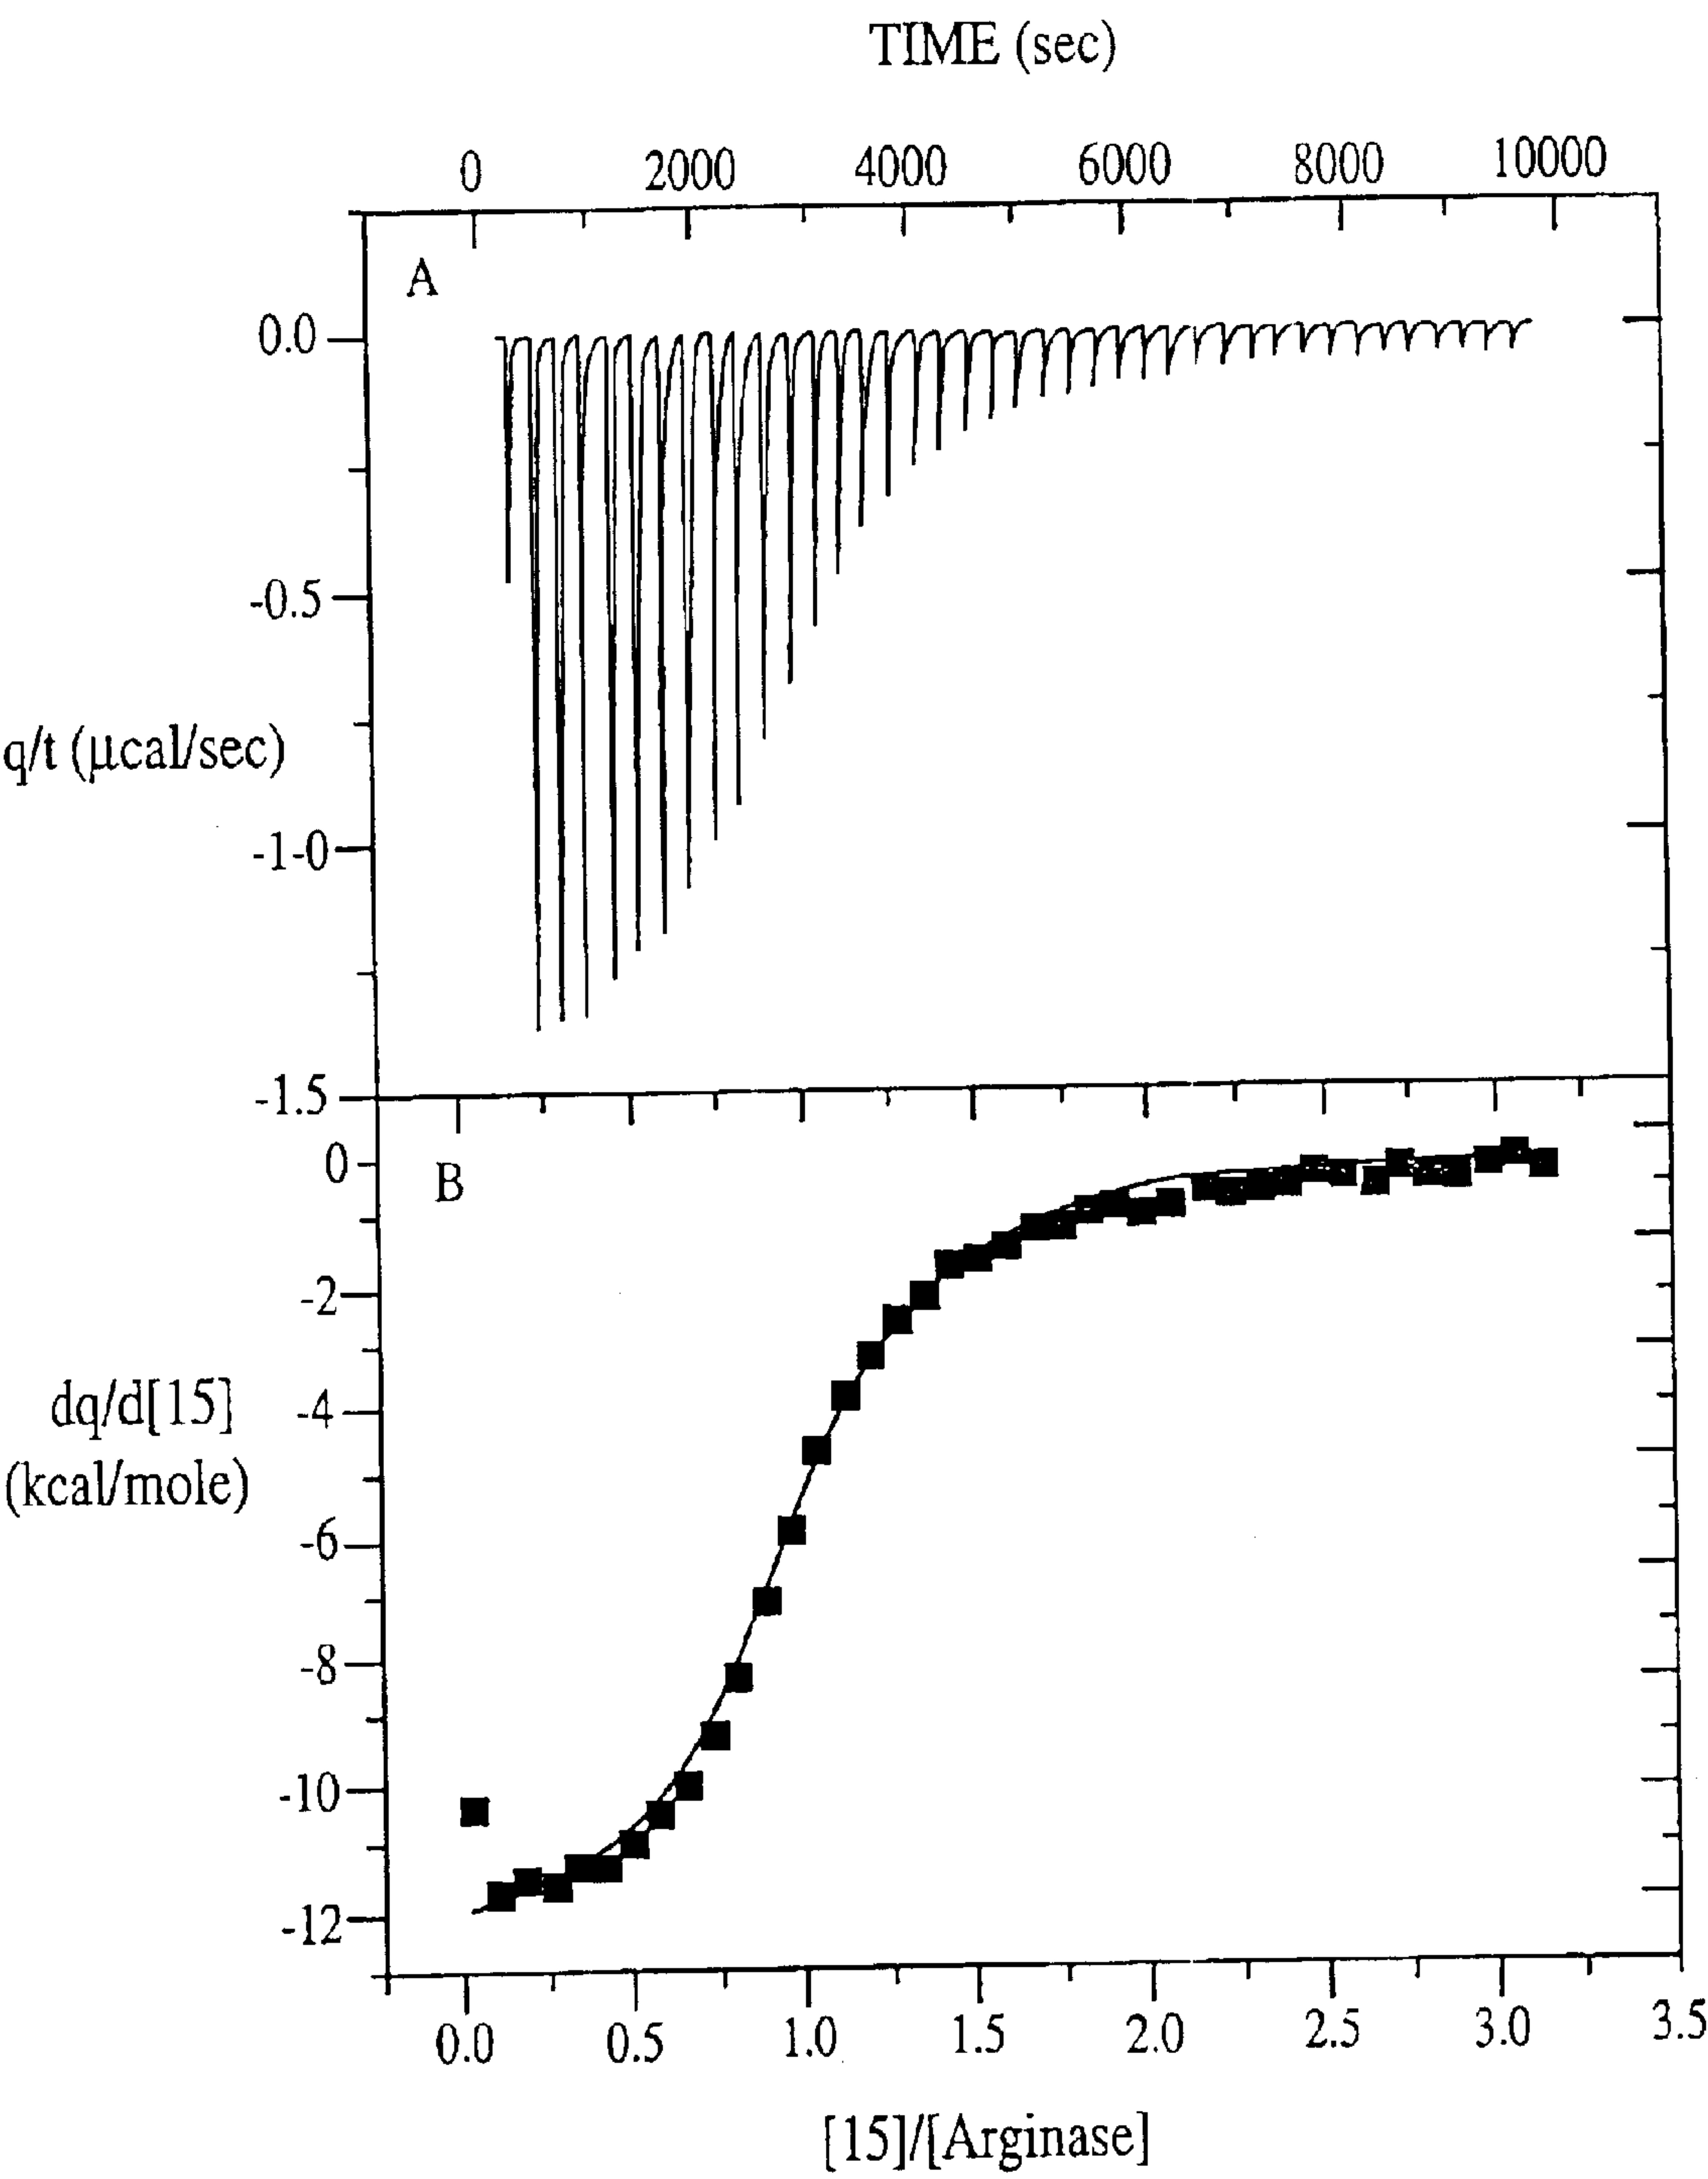 TIME (sec)
0 2000 4000 6000 8000 10000
A
0.0
-0.5
q/t (μcal/sec)
-1-0
-1.5
0
B
-2
dq/d[15]
-4
(kcal/mole)
-6
-8
-10
-12
0.0 0.5 1.0 1.5 2.0 2.5 3.0 3.5
[15]/[Arginase]